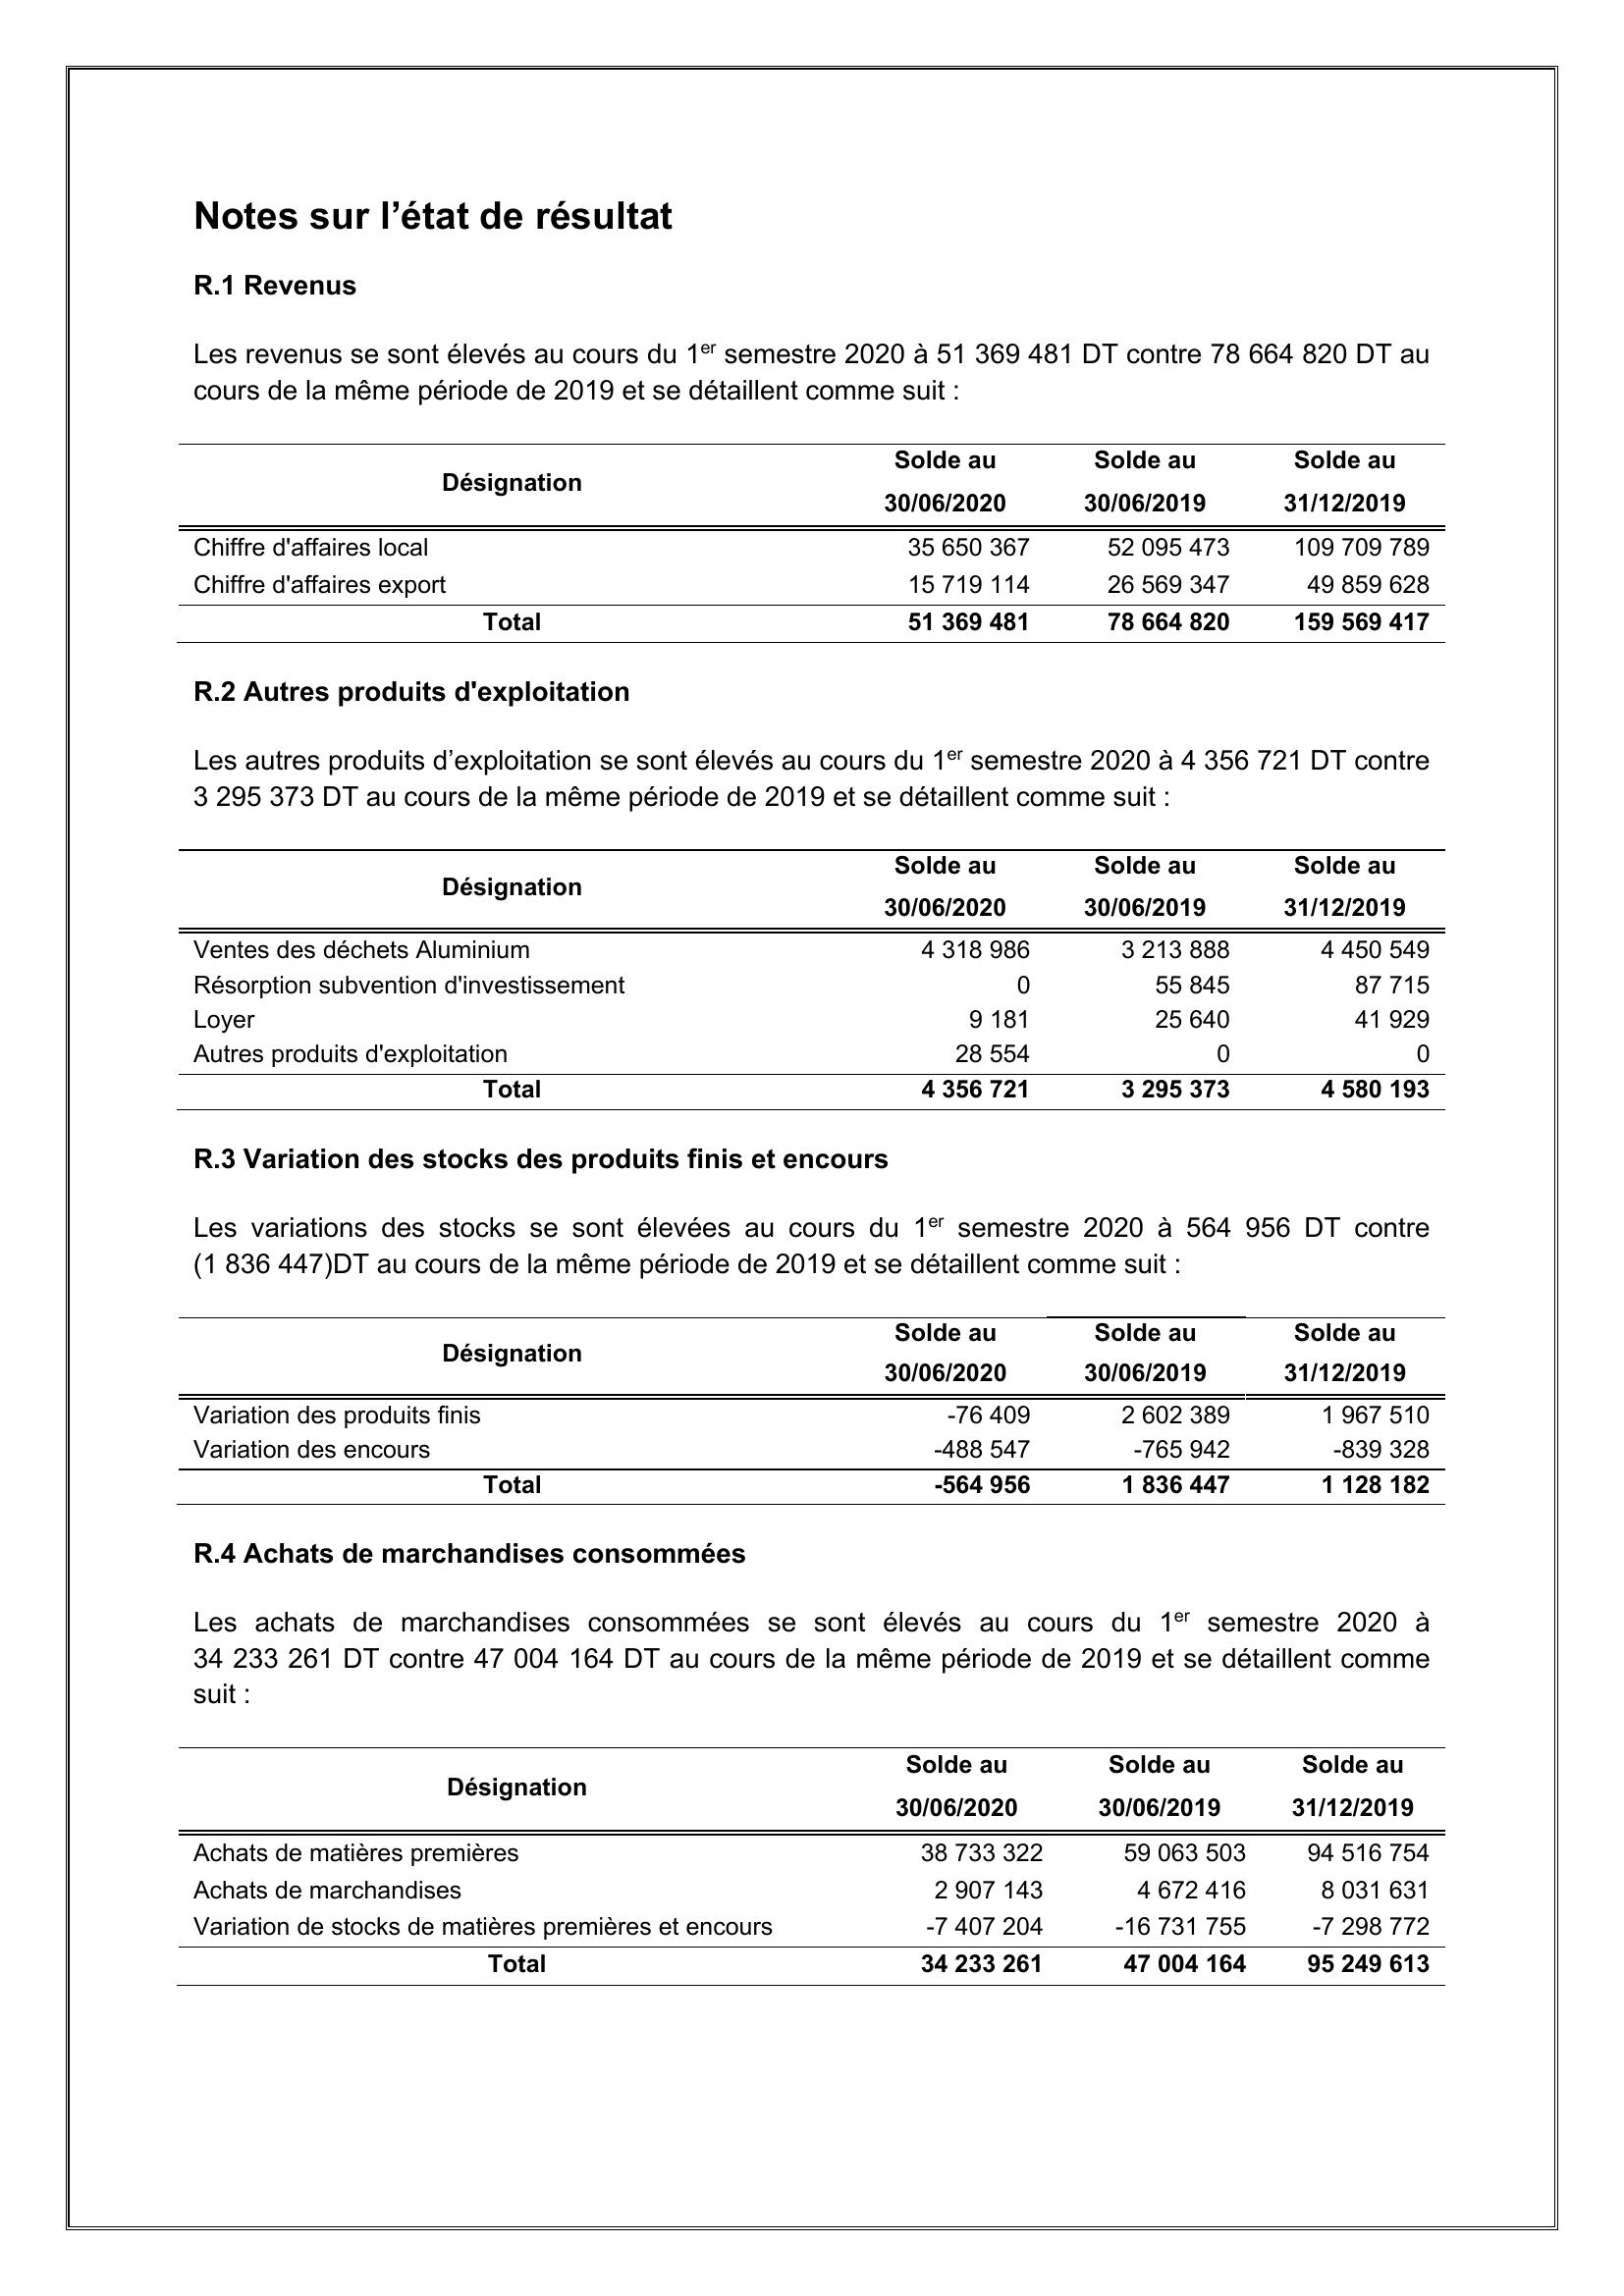 Notes sur l’état de résultat
R.1 Revenus
Les revenus se sont élevés au cours du 1er semestre 2020 à 51 369 481 DT contre 78 664 820 DT au
cours de la même période de 2019 et se détaillent comme suit :
Désignation Solde au 30/06/2020 Solde au 30/06/2019 Solde au 31/12/2019
Chiffre d'affaires local 35 650 367 52 095 473 109 709 789
Chiffre d'affaires export 15 719 114 26 569 347 49 859 628
Total 51 369 481 78 664 820 159 569 417
R.2 Autres produits d'exploitation
Les autres produits d’exploitation se sont élevés au cours du 1er semestre 2020 à 4 356 721 DT contre
3 295 373 DT au cours de la même période de 2019 et se détaillent comme suit :
Désignation Solde au 30/06/2020 Solde au 30/06/2019 Solde au 31/12/2019
Ventes des déchets Aluminium 4 318 986 3 213 888 4 450 549
Résorption subvention d'investissement 0 55 845 87 715
Loyer 9 181 25 640 41 929
Autres produits d'exploitation 28 554 0 0
Total 4 356 721 3 295 373 4 580 193
R.3 Variation des stocks des produits finis et encours
Les variations des stocks se sont élevées au cours du 1er semestre 2020 à 564 956 DT contre
(1 836 447)DT au cours de la même période de 2019 et se détaillent comme suit :
Désignation Solde au 30/06/2020 Solde au 30/06/2019 Solde au 31/12/2019
Variation des produits finis -76 409 2 602 389 1 967 510
Variation des encours -488 547 -765 942 -839 328
Total -564 956 1 836 447 1 128 182
R.4 Achats de marchandises consommées
Les achats de marchandises consommées se sont élevés au cours du 1er semestre 2020 à
34 233 261 DT contre 47 004 164 DT au cours de la même période de 2019 et se détaillent comme
suit :
Désignation Solde au 30/06/2020 Solde au 30/06/2019 Solde au 31/12/2019
Achats de matières premières 38 733 322 59 063 503 94 516 754
Achats de marchandises 2 907 143 4 672 416 8 031 631
Variation de stocks de matières premières et encours -7 407 204 -16 731 755 -7 298 772
Total 34 233 261 47 004 164 95 249 613